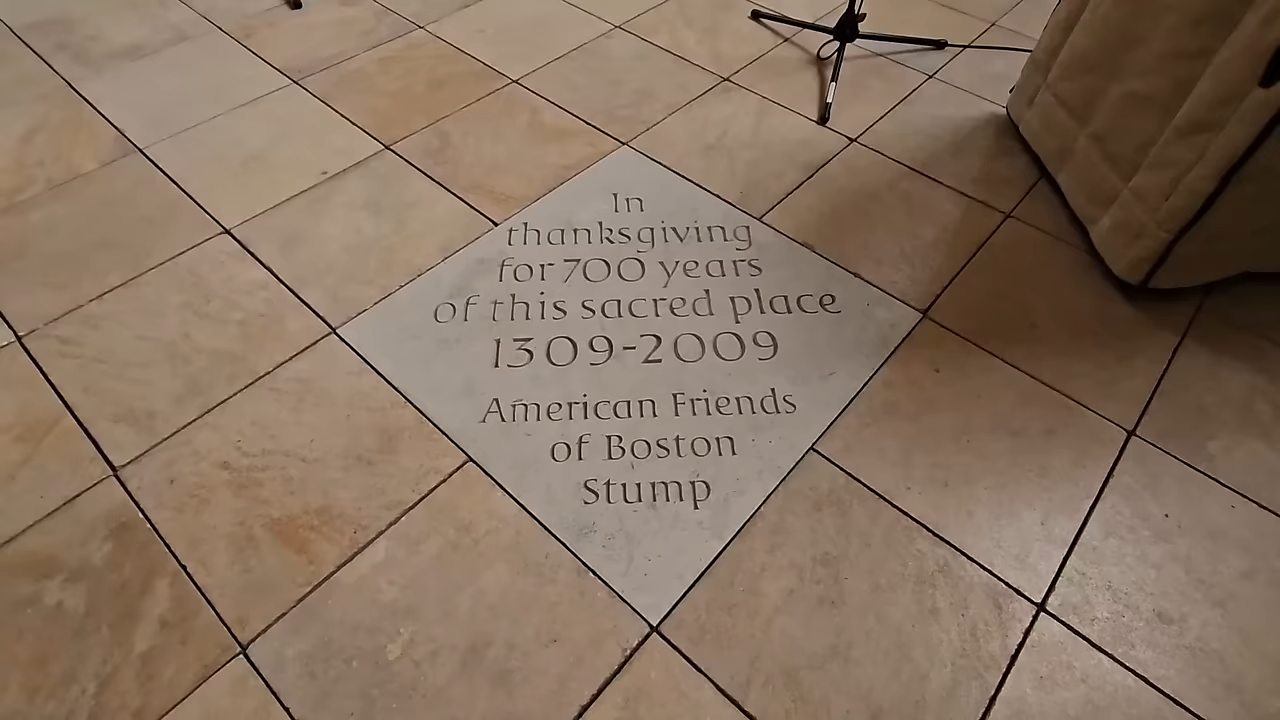 In
thanksgiving
for 700 years
of this sacred place
1309-2009
American Friends
of Boston
Stump